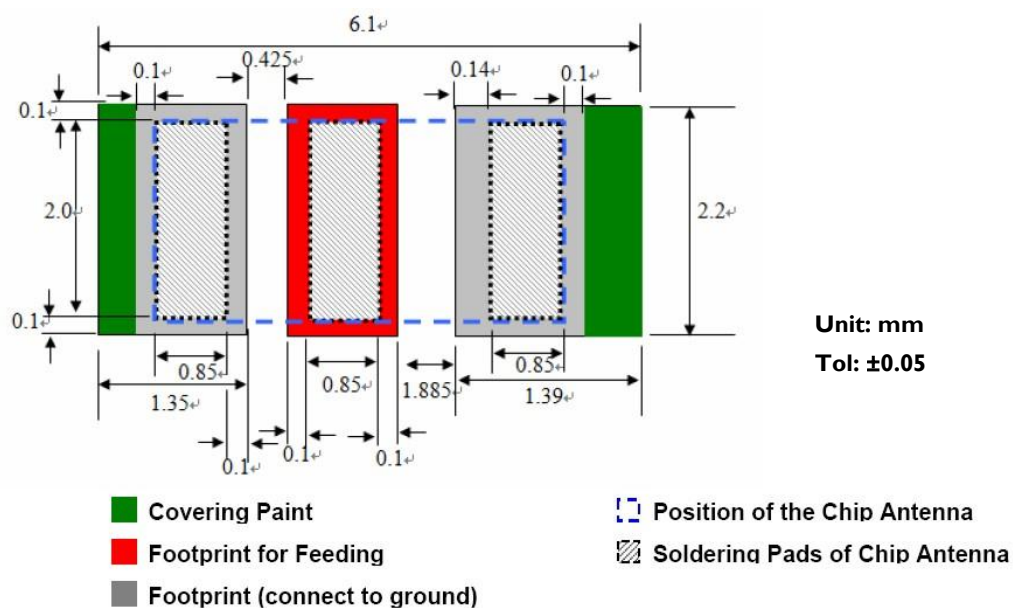 6.1↵
0.425↵
0.1↵
0.14↵
0.1↵
0.1↵
2.0↵
2.2↵
0.1↵
Unit: mm
Tol: ±0.05
0.85↵
0.85↵
1.885↵
0.85↵
1.35↵
1.39↵
0.1↵
0.1↵
0.1↵
Covering Paint
Position of the Chip Antenna
Footprint for Feeding
Soldering Pads of Chip Antenna
Footprint (connect to ground)